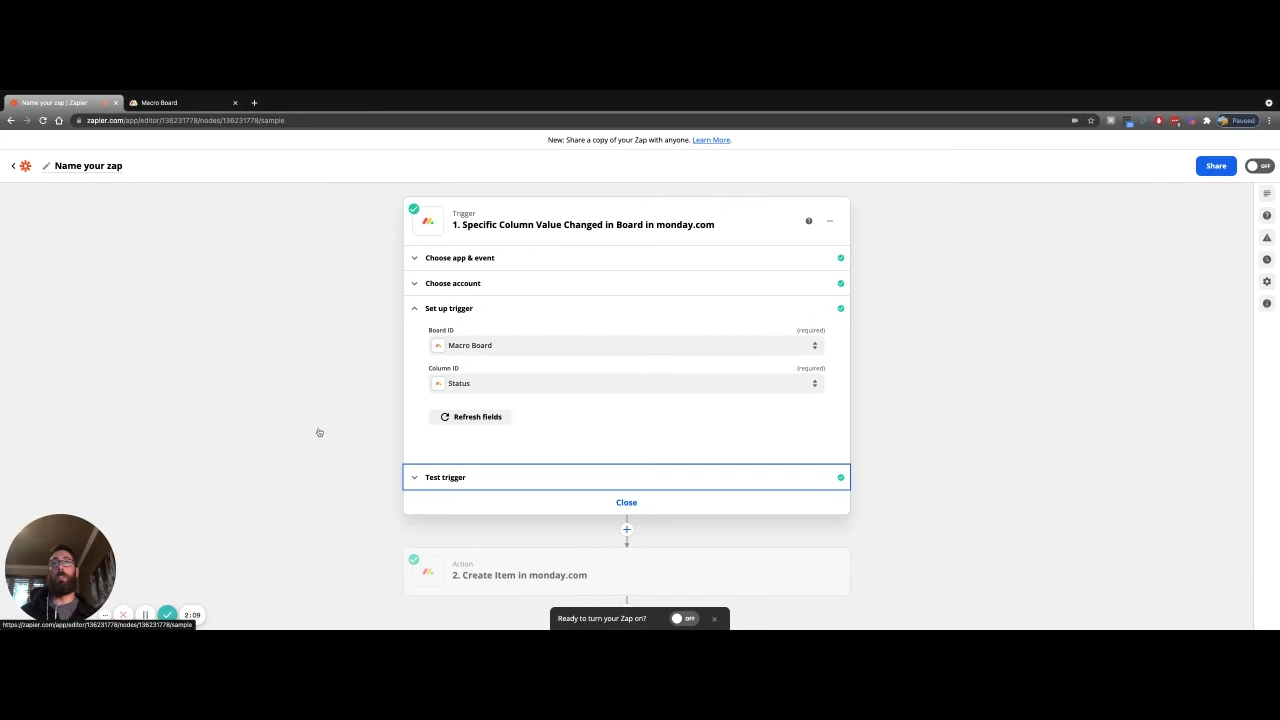 Name your zap | Zapier
Macro Board
zapier.com/app/editor/136231778/nodes/136231778/sample
Paused
New: Share a copy of your Zap with anyone. Learn More.
Name your zap
Share
OFF
Trigger
1. Specific Column Value Changed in Board in monday.com
Choose app & event
Choose account
Set up trigger
Board ID
(required)
Macro Board
Column ID
(required)
Status
Refresh fields
Test trigger
Close
Action
2. Create Item in monday.com
2:09
Ready to turn your Zap on?
OFF
https://zapier.com/app/editor/136231778/nodes/136231778/sample